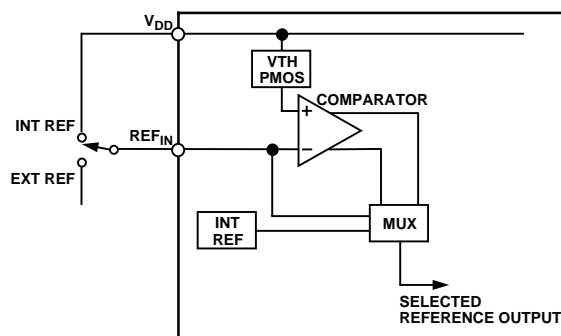 VDD
VTH
PMOS
COMPARATOR
+
−
INT REF
REFIN
EXT REF
INT
REF
MUX
SELECTED
REFERENCE OUTPUT